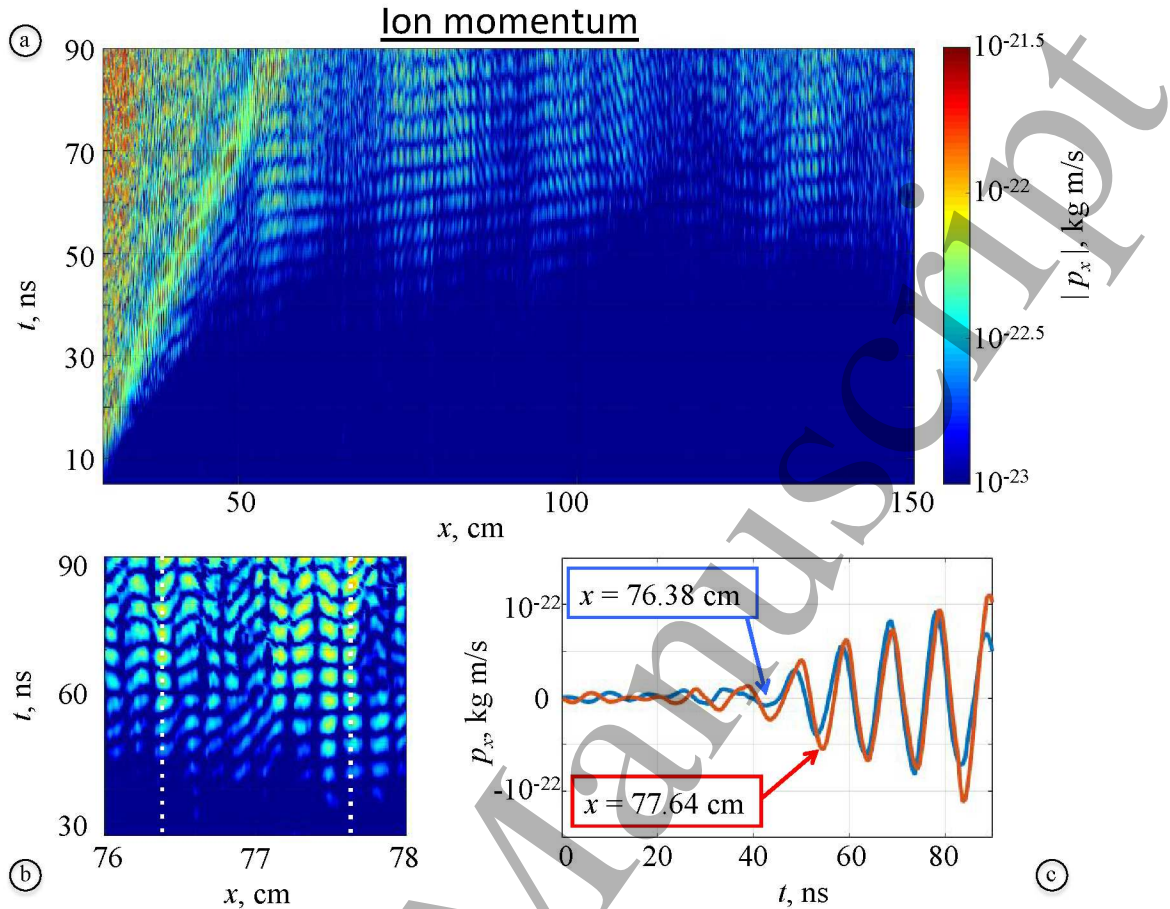 Ion momentum
a
90
70
50
30
10
t, ns
50
100
150
x, cm
10-21.5
10-22
10-22.5
10-23
| px |, kg m/s
90
60
30
t, ns
76
77
78
x, cm
b
x = 76.38 cm
x = 77.64 cm
10-22
0
-10-22
px, kg m/s
0
20
40
60
80
t, ns
c
Manuscript